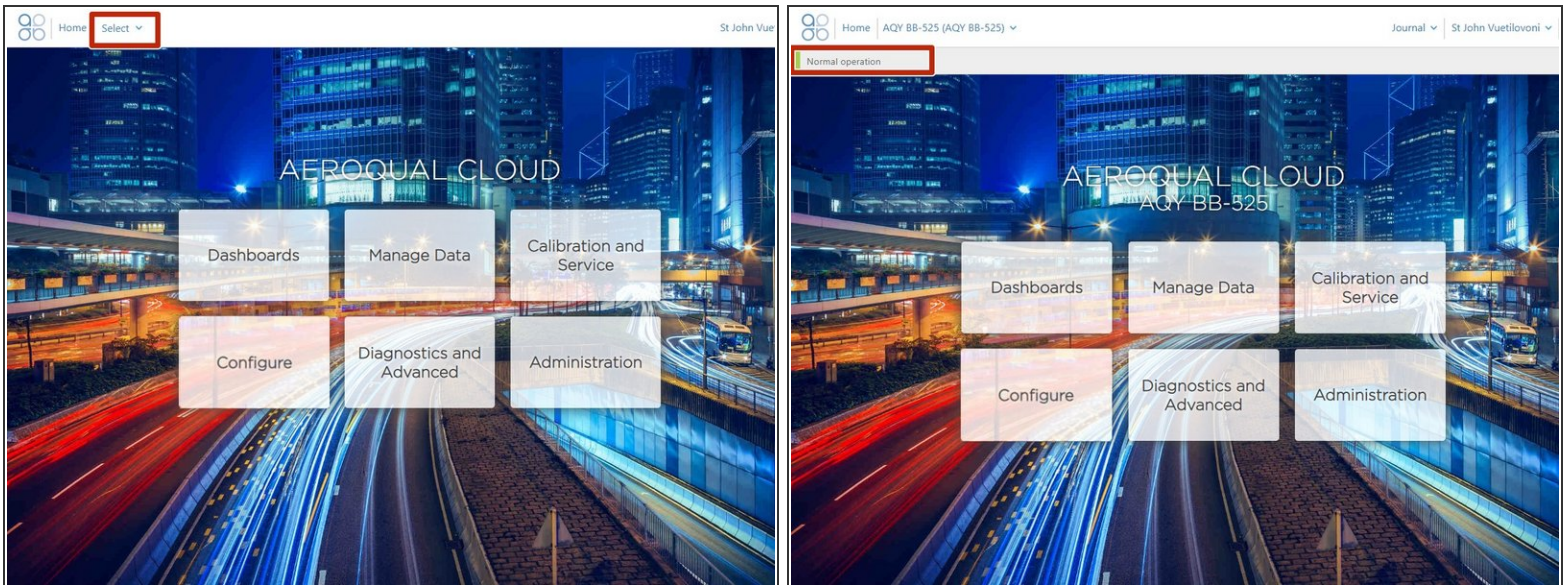 Home
Select
St John Vue
AEROQUAL CLOUD
Dashboards
Manage Data
Calibration and
Service
Configure
Diagnostics and
Advanced
Administration
Home
AQY BB-525 (AQY BB-525)
Journal
St John Vuetilovoni
Normal operation
AEROQUAL CLOUD
AQY BB-525
Dashboards
Manage Data
Calibration and
Service
Configure
Diagnostics and
Advanced
Administration